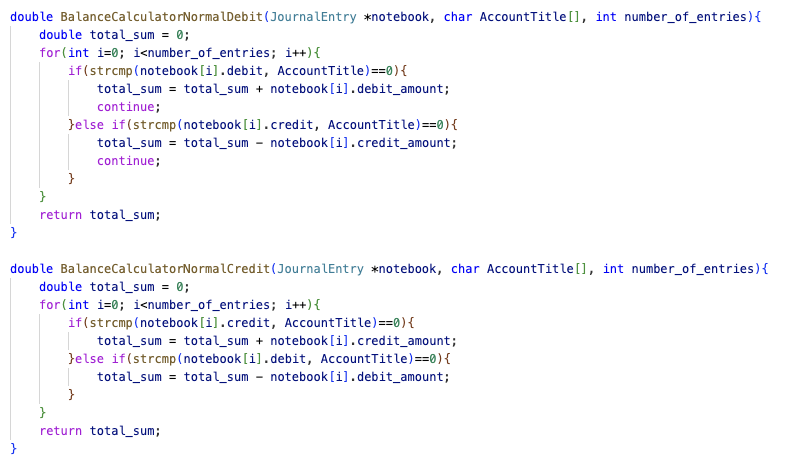 double BalanceCalculatorNormalDebit(JournalEntry *notebook, char AccountTitle[], int number_of_entries){
    double total_sum = 0;
    for(int i=0; i<number_of_entries; i++){
        if(strcmp(notebook[i].debit, AccountTitle)==0){
            total_sum = total_sum + notebook[i].debit_amount;
            continue;
        }else if(strcmp(notebook[i].credit, AccountTitle)==0){
            total_sum = total_sum - notebook[i].credit_amount;
            continue;
        }
    }
    return total_sum;
}

double BalanceCalculatorNormalCredit(JournalEntry *notebook, char AccountTitle[], int number_of_entries){
    double total_sum = 0;
    for(int i=0; i<number_of_entries; i++){
        if(strcmp(notebook[i].credit, AccountTitle)==0){
            total_sum = total_sum + notebook[i].credit_amount;
        }else if(strcmp(notebook[i].debit, AccountTitle)==0){
            total_sum = total_sum - notebook[i].debit_amount;
        }
    }
    return total_sum;
}